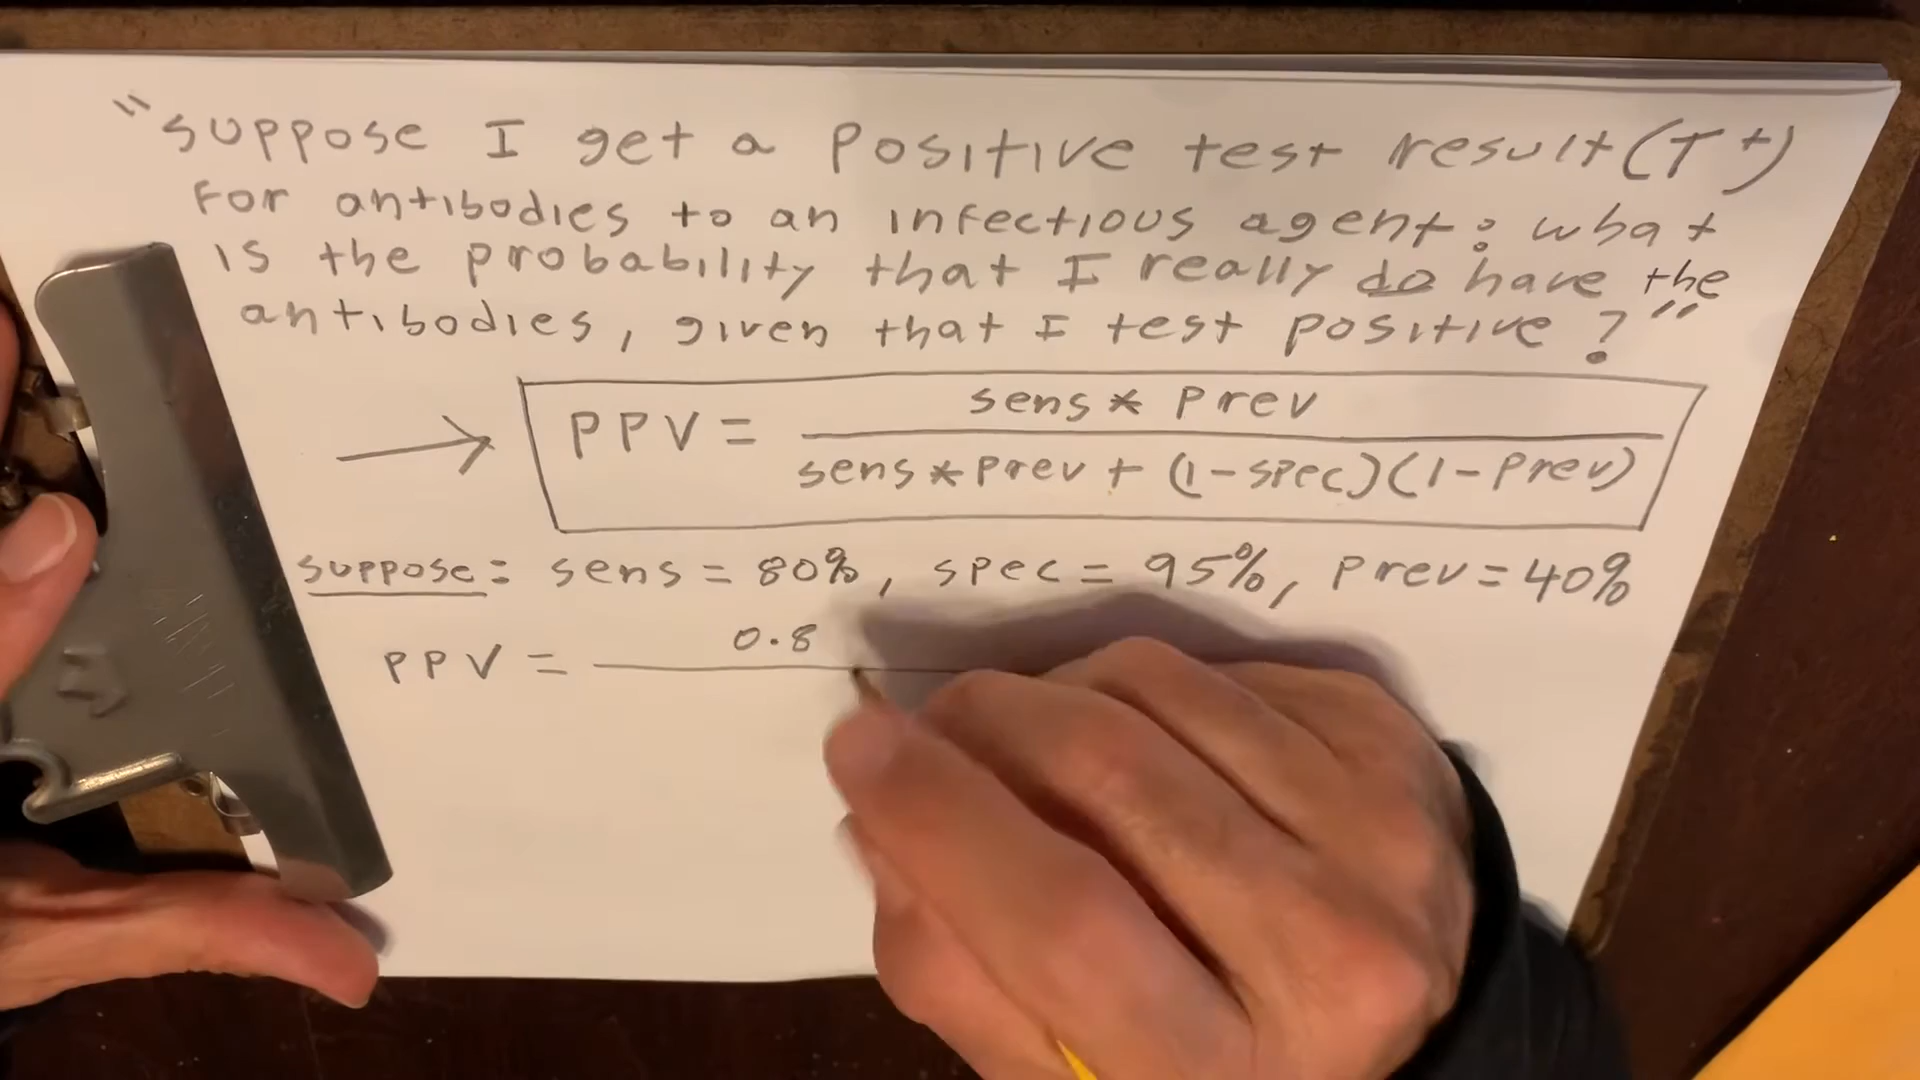 "Suppose I get a positive test result (T+)
for antibodies to an infectious agent: what
is the probability that I really do have the
antibodies, given that I test positive?"
→ PPV = sens * prev
sens * prev + (1-spec)(1-prev)
suppose: sens = 80%, spec = 95%, prev = 40%
PPV = 0.8